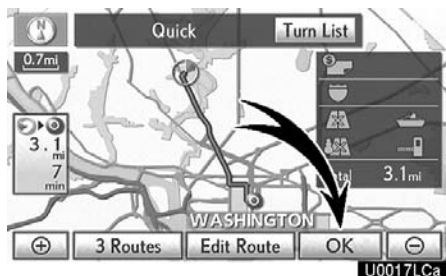 Quick
Turn List
0.7mi
3.1
mi
7
min
tal 3.1mi
WASHINGTON
3 Routes
Edit Route
OK
U0017LCa